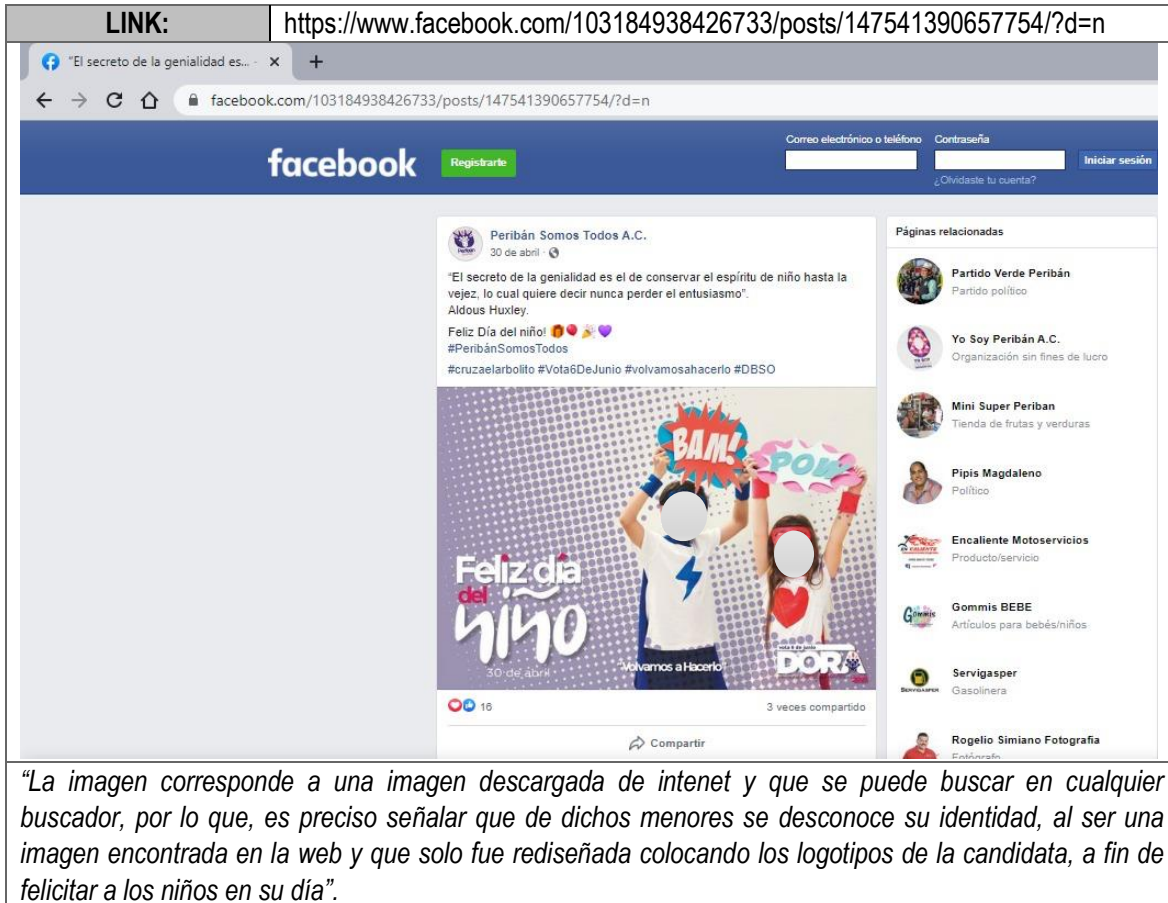 LINK: https://www.facebook.com/103184938426733/posts/147541390657754/?d=n
"El secreto de la genialidad es... -
facebook.com/103184938426733/posts/147541390657754/?d=n
facebook
Registrarte
Correo electrónico o teléfono
Contraseña
Iniciar sesión
¿Olvidaste tu cuenta?
Peribán Somos Todos A.C.
30 de abril ·
"El secreto de la genialidad es el de conservar el espíritu de niño hasta la
vejez, lo cual quiere decir nunca perder el entusiasmo".
Aldous Huxley.
Feliz Día del niño!
#PeribánSomosTodos
#cruzaelarbolito #Vota6DeJunio #volvamosahacerlo #DBSO
BAM!
POW
Feliz día
del
niño
30 de abril
"Volvamos a Hacerlo"
vota 6 de junio
DORA
16
3 veces compartido
Compartir
Páginas relacionadas
Partido Verde Peribán
Partido político
Yo Soy Peribán A.C.
Organización sin fines de lucro
Mini Super Periban
Tienda de frutas y verduras
Pipis Magdaleno
Político
Encaliente Motoservicios
Producto/servicio
Gommis BEBE
Artículos para bebés/niños
Servigasper
Gasolinera
Rogelio Simiano Fotografia
Fotógrafo
"La imagen corresponde a una imagen descargada de intenet y que se puede buscar en cualquier
buscador, por lo que, es preciso señalar que de dichos menores se desconoce su identidad, al ser una
imagen encontrada en la web y que solo fue rediseñada colocando los logotipos de la candidata, a fin de
felicitar a los niños en su día".